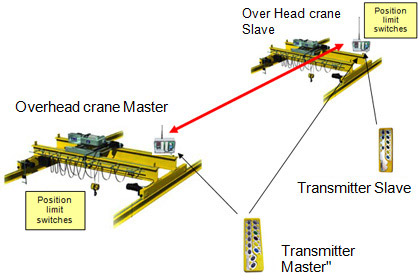 Over Head crane
Slave
Position
limit
switches
Overhead crane Master
Transmitter Slave
Position
limit
switches
Transmitter
Master"